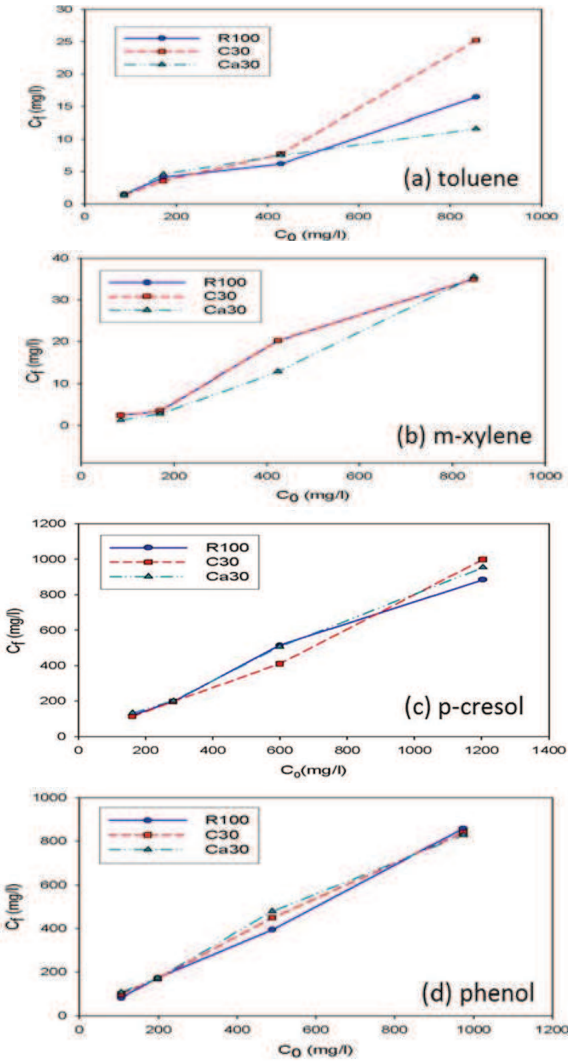 30
25
20
15
10
5
0
Cf (mg/l)
R100
C30
Ca30
(a) toluene
0 200 400 600 800 1000
C0 (mg/l)
40
30
20
10
0
Cf (mg/l)
R100
C30
Ca30
(b) m-xylene
0 200 400 600 800 1000
C0 (mg/l)
1200
1000
800
600
400
200
0
Cf (mg/l)
R100
C30
Ca30
(c) p-cresol
0 200 400 600 800 1000 1200 1400
C0(mg/l)
1000
800
600
400
200
0
Cf (mg/l)
R100
C30
Ca30
(d) phenol
0 200 400 600 800 1000 1200
C0 (mg/l)